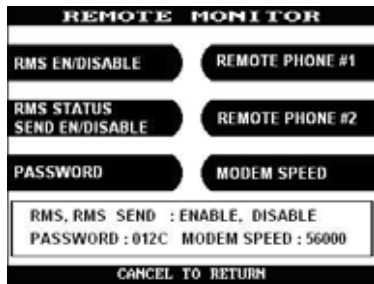 REMOTE MONITOR
RMS EN/DISABLE
REMOTE PHONE #1
RMS STATUS
SEND EN/DISABLE
REMOTE PHONE #2
PASSWORD
MODEM SPEED
RMS, RMS SEND : ENABLE, DISABLE
PASSWORD : 012C MODEM SPEED : 56000
CANCEL TO RETURN